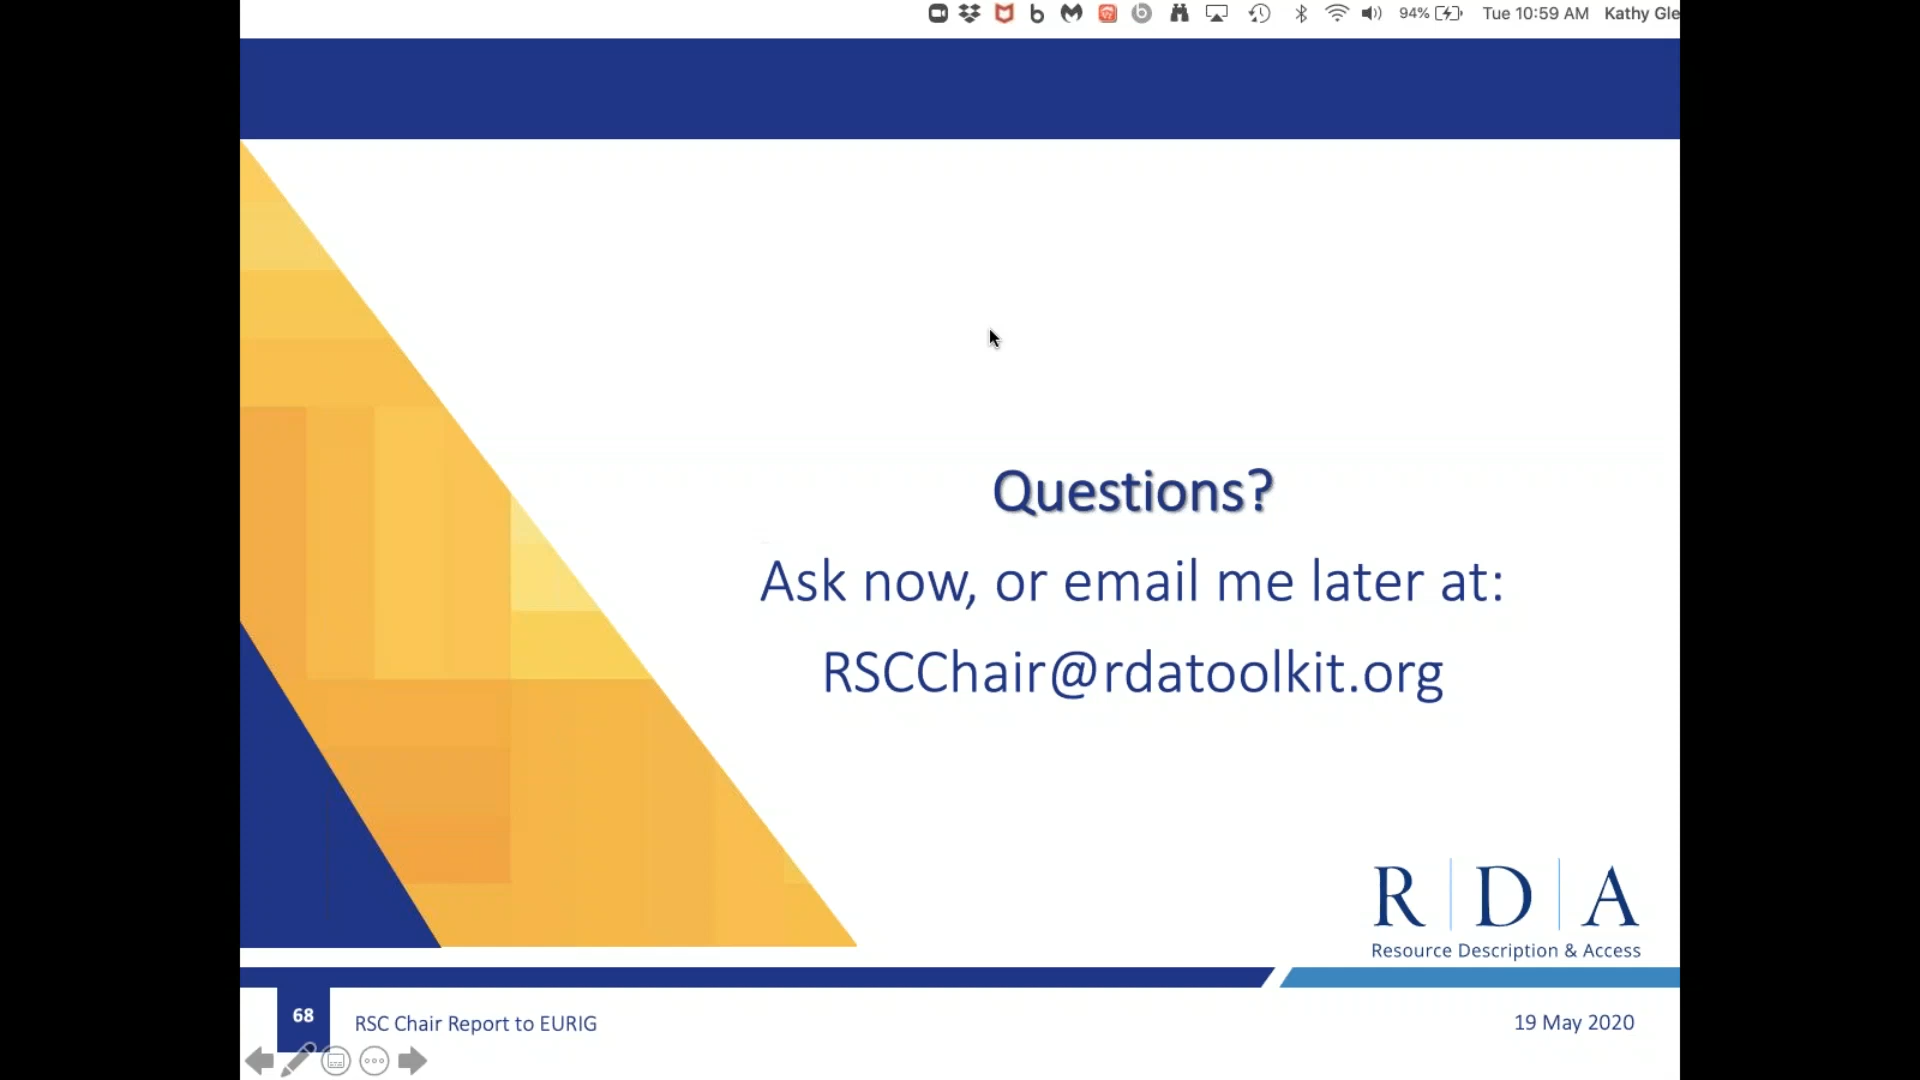 94% Tue 10:59 AM Kathy Gle
Questions?
Ask now, or email me later at:
RSCChair@rdatoolkit.org
R D A
Resource Description & Access
68
RSC Chair Report to EURIG
19 May 2020